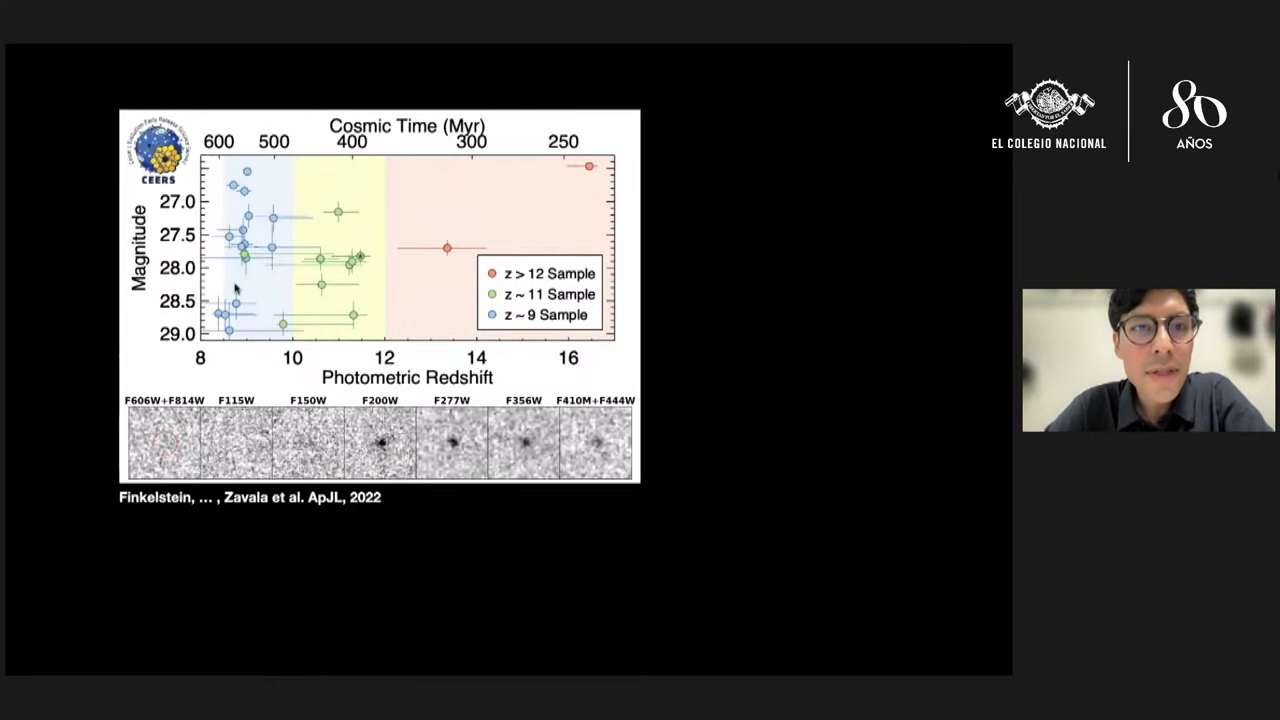 Cosmic Time (Myr)
600 500 400 300 250
CEERS
Magnitude
27.0
27.5
28.0
28.5
29.0
z > 12 Sample
z ~ 11 Sample
z ~ 9 Sample
8 10 12 14 16
Photometric Redshift
F606W+F814W F115W F150W F200W F277W F356W F410M+F444W
Finkelstein, ... , Zavala et al. ApJL, 2022
EL COLEGIO NACIONAL
80
AÑOS